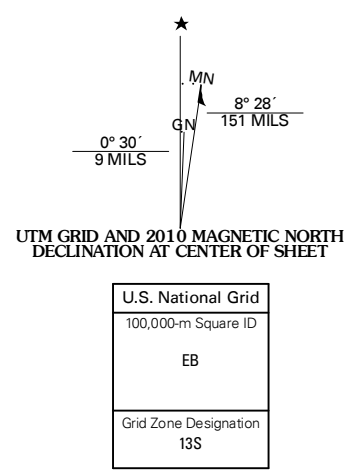 MN
8° 28´
151 MILS
GN
0° 30´
9 MILS
UTM GRID AND 2010 MAGNETIC NORTH
DECLINATION AT CENTER OF SHEET
U.S. National Grid
100,000-m Square ID
EB
Grid Zone Designation
13S